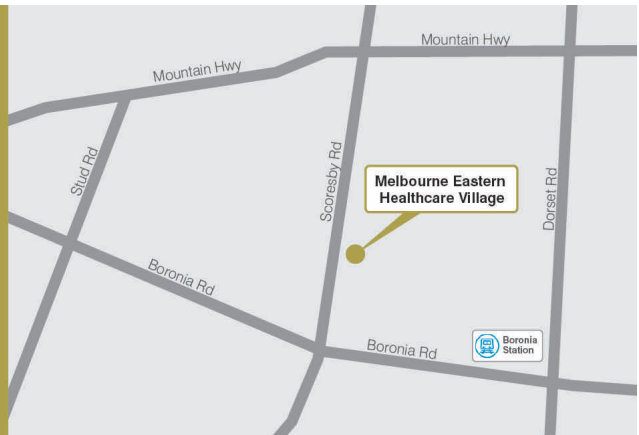 Mountain Hwy
Mountain Hwy
Stud Rd
Scoresby Rd
Melbourne Eastern
Healthcare Village
Dorset Rd
Boronia Rd
Boronia Rd
Boronia
Station